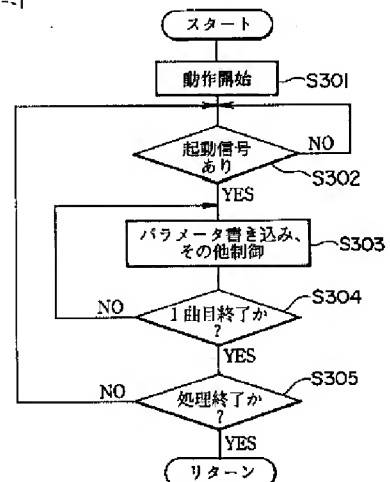 スタート
動作開始
S301
起動信号
あり
NO
S302
YES
パラメータ書き込み、
その他制御
S303
1曲目終了か
?
NO
S304
YES
処理終了か
?
NO
S305
YES
リターン